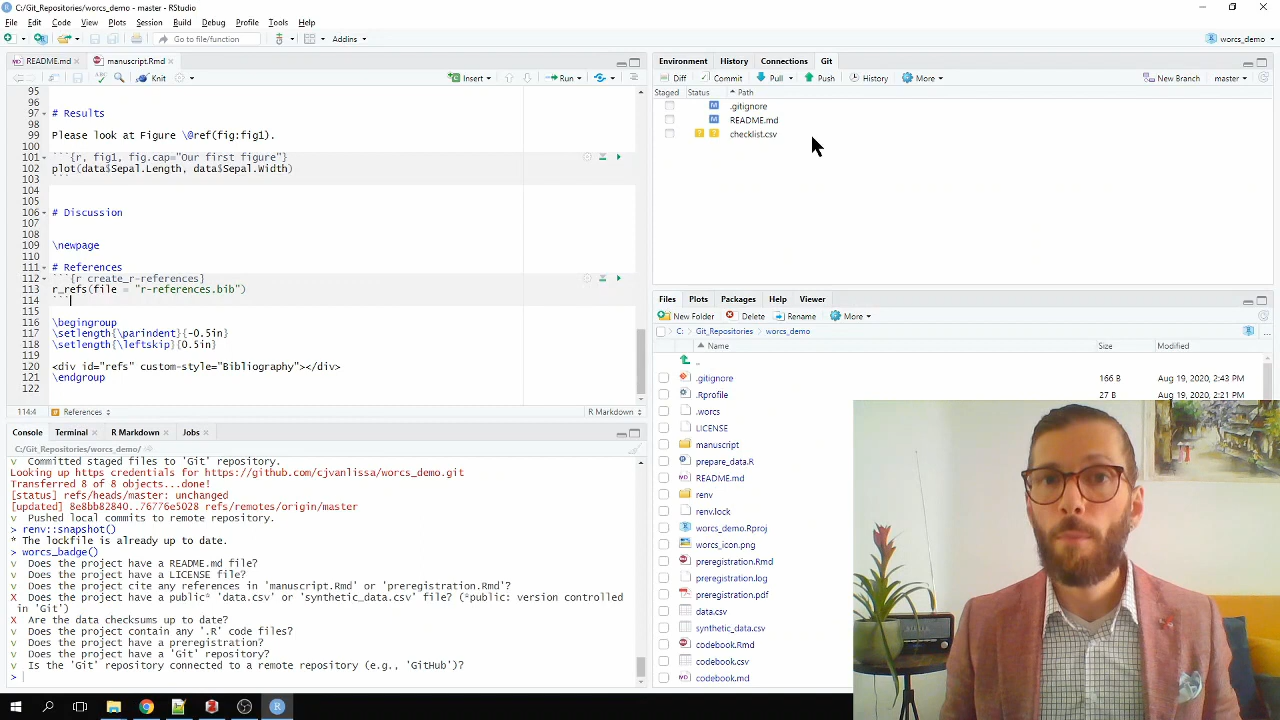 C:/Git_Repositories/worcs_demo - master - RStudio
File Edit Code View Plots Session Build Debug Profile Tools Help
Go to file/function
Addins
worcs_demo
README.md
manuscript.Rmd
Knit
Insert
Run
95
96
97 # Results
98
99 Please look at Figure \@ref(fig:fig1).
100
101 ```{r, fig1, fig.cap="Our first figure"}
102 plot(data$Sepal.Length, data$Sepal.Width)
103 ```
104
105
106 # Discussion
107
108
109 \newpage
110
111 # References
112 ```{r create_r-references}
113 r_refs(file = "r-references.bib")
114 ```
115
116 \begingroup
117 \setlength{\parindent}{-0.5in}
118 \setlength{\leftskip}{0.5in}
119
120 <div id="refs" custom-style="Bibliography"></div>
121 \endgroup
122
114:4 References R Markdown
Console Terminal R Markdown Jobs
C:/Git_Repositories/worcs_demo/
v Committed staged files to 'Git' repository.
Looking up https credentials for https://github.com/cjvanlissa/worcs_demo.git
Transferred 8 of 8 objects...done!
[status] refs/heads/master: unchanged
[updated] 8e8bb82840..76776e5028 refs/remotes/origin/master
v Pushed local commits to remote repository.
> renv::snapshot()
* The lockfile is already up to date.
> worcs_badge()
v Does the project have a README.md file?
v Does the project have a LICENSE file?
v Does the project cite any references in 'manuscript.Rmd' or 'preregistration.Rmd'?
X Does the project have a public* 'data.csv' or 'synthetic_data.csv' file? (*public: version controlled
in 'Git')
X Are the data checksums up to date?
v Does the project contain any '.R' code files?
v Does the project have a preregistration?
v Does the project have a 'Git' repository?
v Is the 'Git' repository connected to a remote repository (e.g., 'GitHub')?
>
Environment History Connections Git
Diff Commit Pull Push History More New Branch master
Staged Status Path
M .gitignore
M README.md
? ? checklist.csv
Files Plots Packages Help Viewer
New Folder Delete Rename More
C: Git_Repositories worcs_demo
Name Size Modified
..
.gitignore 166 B Aug 19, 2020, 2:43 PM
.Rprofile 27 B Aug 19, 2020, 2:21 PM
.worcs
LICENSE
manuscript
prepare_data.R
README.md
renv
renv.lock
worcs_demo.Rproj
worcs_icon.png
preregistration.Rmd
preregistration.log
preregistration.pdf
data.csv
synthetic_data.csv
codebook.Rmd
codebook.csv
codebook.md